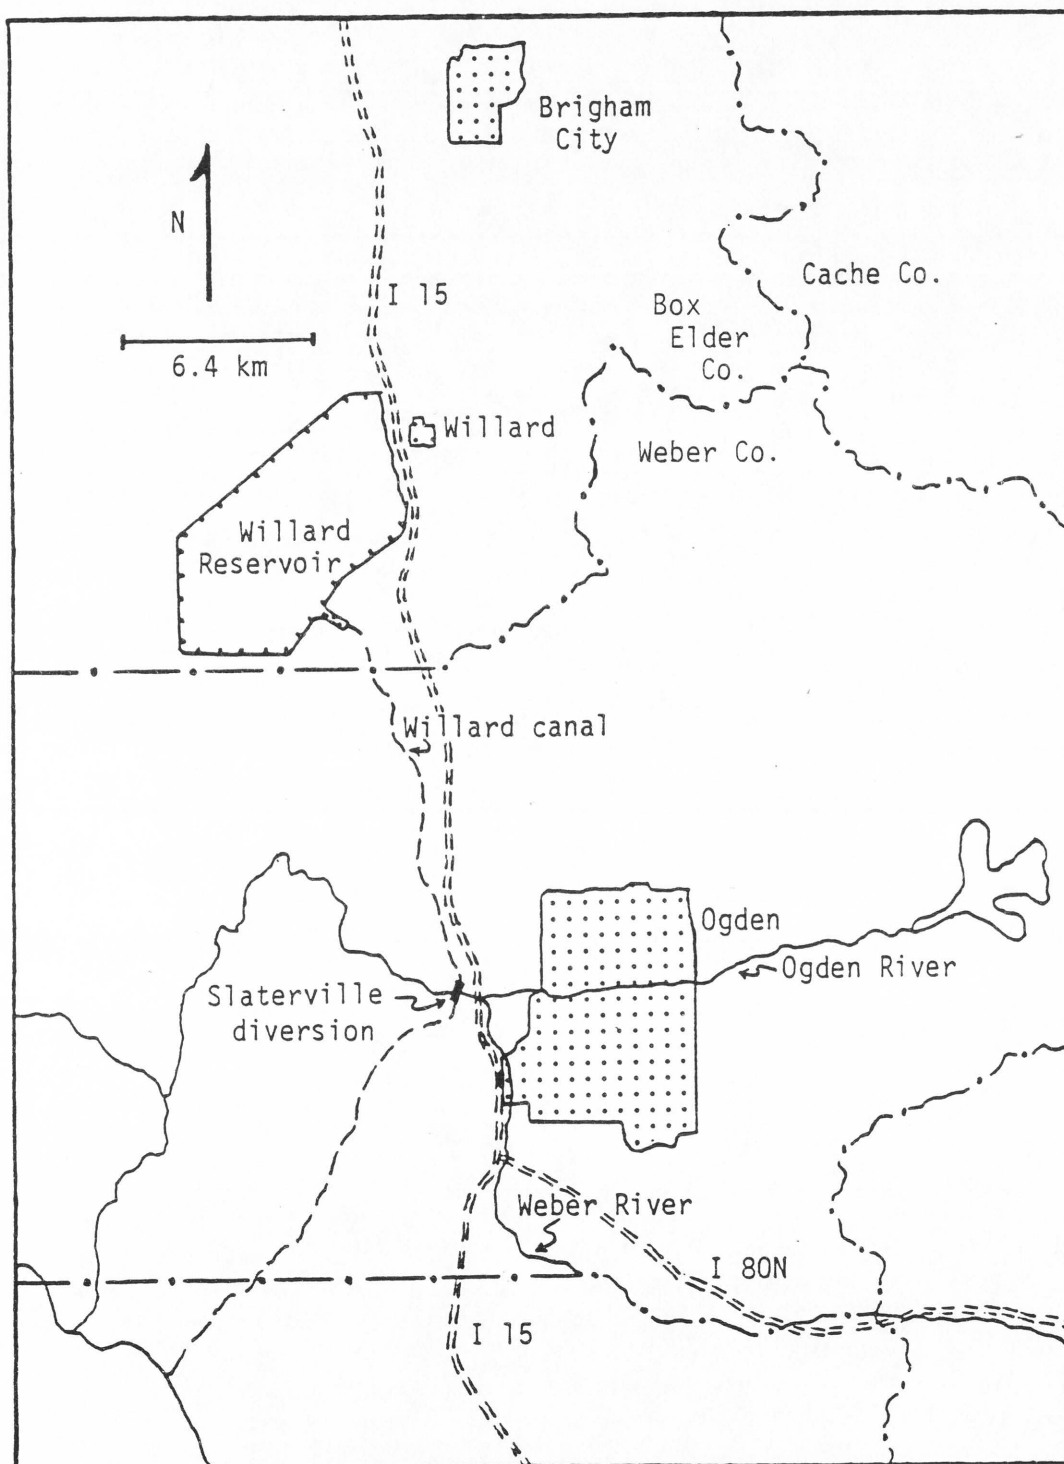 Brigham
City
N
Cache Co.
I 15
Box
Elder
Co.
6.4 km
Willard
Weber Co.
Willard
Reservoir
Willard canal
Ogden
Ogden River
Slaterville
diversion
Weber River
I 80N
I 15